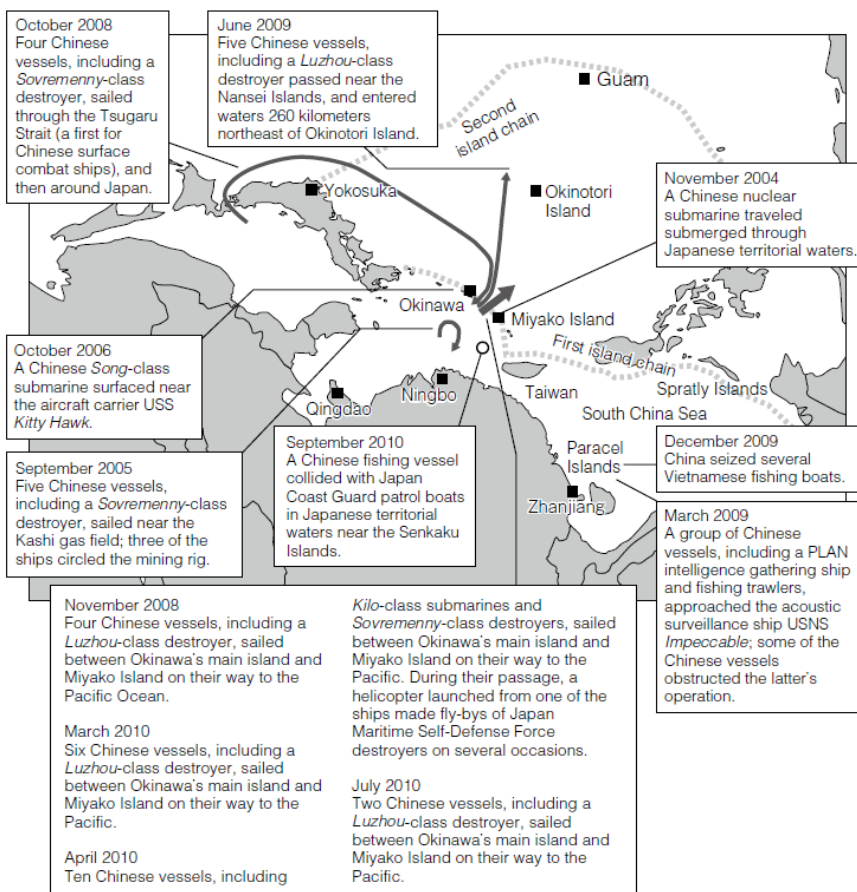 October 2008
Four Chinese
vessels, including a
Sovremenny-class
destroyer, sailed
through the Tsugaru
Strait (a first for
Chinese surface
combat ships), and
then around Japan.
June 2009
Five Chinese vessels,
including a Luzhou-class
destroyer passed near the
Nansei Islands, and entered
waters 260 kilometers
northeast of Okinotori Island.
Guam
Second
island chain
Yokosuka
Okinotori
Island
November 2004
A Chinese nuclear
submarine traveled
submerged through
Japanese territorial waters.
Okinawa
Miyako Island
First island chain
October 2006
A Chinese Song-class
submarine surfaced near
the aircraft carrier USS
Kitty Hawk.
Qingdao
Ningbo
Taiwan
Spratly Islands
South China Sea
Paracel
Islands
Zhanjiang
September 2005
Five Chinese vessels,
including a Sovremenny-class
destroyer, sailed near the
Kashi gas field; three of the
ships circled the mining rig.
September 2010
A Chinese fishing vessel
collided with Japan
Coast Guard patrol boats
in Japanese territorial
waters near the Senkaku
Islands.
December 2009
China seized several
Vietnamese fishing boats.
March 2009
A group of Chinese
vessels, including a PLAN
intelligence gathering ship
and fishing trawlers,
approached the acoustic
surveillance ship USNS
Impeccable; some of the
Chinese vessels
obstructed the latter's
operation.
November 2008
Four Chinese vessels, including a
Luzhou-class destroyer, sailed
between Okinawa's main island and
Miyako Island on their way to the
Pacific Ocean.
March 2010
Six Chinese vessels, including a
Luzhou-class destroyer, sailed
between Okinawa's main island and
Miyako Island on their way to the
Pacific.
April 2010
Ten Chinese vessels, including
Kilo-class submarines and
Sovremenny-class destroyers, sailed
between Okinawa's main island and
Miyako Island on their way to the
Pacific. During their passage, a
helicopter launched from one of the
ships made fly-bys of Japan
Maritime Self-Defense Force
destroyers on several occasions.
July 2010
Two Chinese vessels, including a
Luzhou-class destroyer, sailed
between Okinawa's main island and
Miyako Island on their way to the
Pacific.